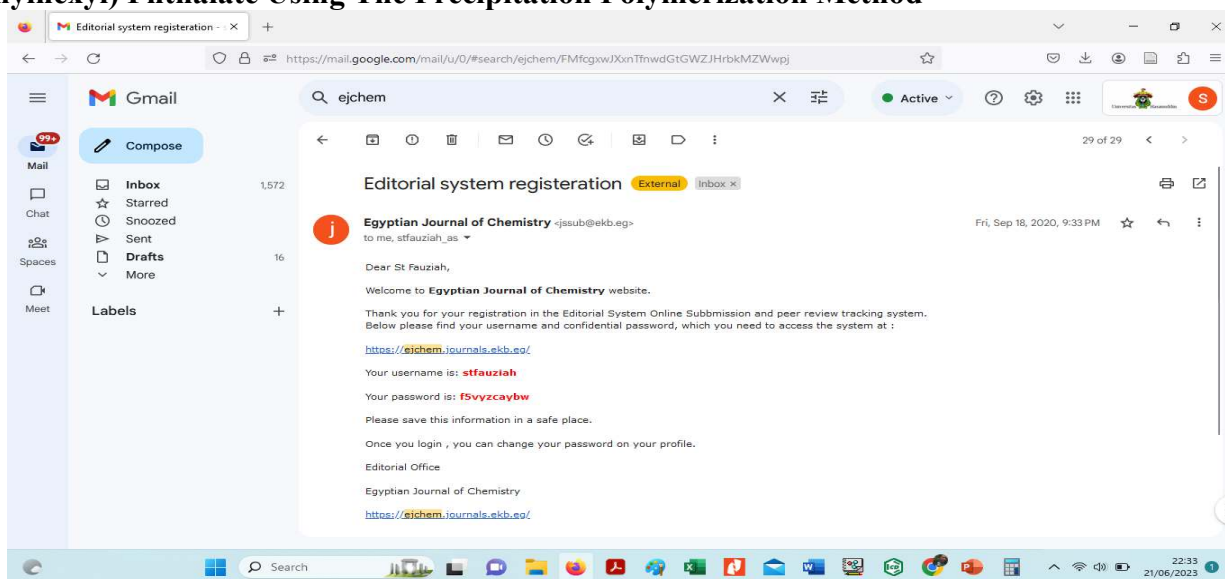 Phthalate Using The Precipitation Polymerization Method
Editorial system registeration -
https://mail.google.com/mail/u/0/#search/ejchem/FMfcgxwJXxnTfnwdGtGWZJHrbkMZWwpj
Gmail
ejchem
Active
S
99+
Mail
Chat
Spaces
Meet
Compose
Inbox 1,572
Starred
Snoozed
Sent
Drafts 16
More
Labels +
29 of 29
Editorial system registeration External Inbox ×
j
Egyptian Journal of Chemistry <jssub@ekb.eg>
Fri, Sep 18, 2020, 9:33 PM
to me, stfauziah_as
Dear St Fauziah,
Welcome to Egyptian Journal of Chemistry website.
Thank you for your registration in the Editorial System Online Subbmission and peer review tracking system.
Below please find your username and confidential password, which you need to access the system at :
https://ejchem.journals.ekb.eg/
Your username is: stfauziah
Your password is: f5vyzcaybw
Please save this information in a safe place.
Once you login , you can change your password on your profile.
Editorial Office
Egyptian Journal of Chemistry
https://ejchem.journals.ekb.eg/
Search
22:33
21/06/2023